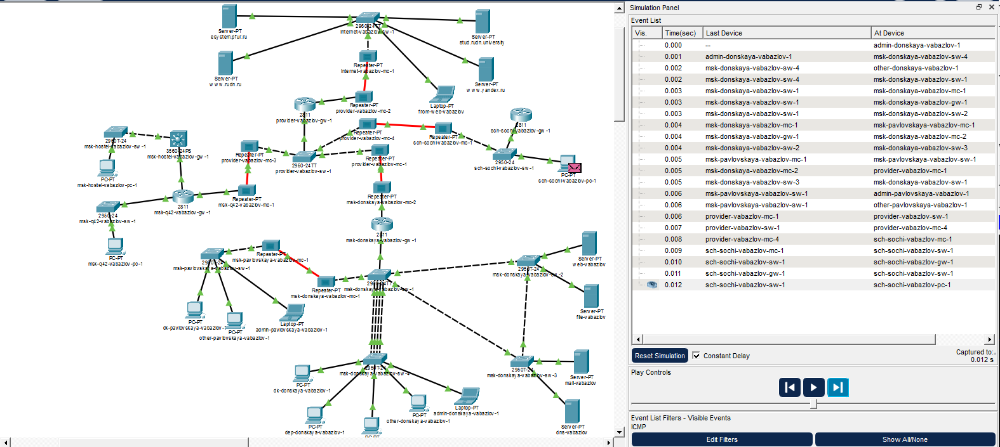 Server-PT
esystem.pfur.ru
2960-24TT
internet-vabazlov-sw-1
Server-PT
stud.rudn.university
Server-PT
www.rudn.ru
Repeater-PT
internet-vabazlov-mc-1
Server-PT
www.yandex.ru
Laptop-PT
from-web-vabazlov
Repeater-PT
provider-vabazlov-mc-2
2811
provider-vabazlov-gw-1
2811
sch-sochi-vabazlov-gw-1
Repeater-PT
provider-vabazlov-mc-4
Repeater-PT
sch-sochi-vabazlov-mc-1
2950T-24
msk-hostel-vabazlov-sw-1
3560-24PS
msk-hostel-vabazlov-gw-1
Repeater-PT
provider-vabazlov-mc-3
2960-24TT
provider-vabazlov-sw-1
Repeater-PT
provider-vabazlov-mc-1
2950-24
sch-sochi-vabazlov-sw-1
PC-PT
sch-sochi-vabazlov-pc-1
PC-PT
msk-hostel-vabazlov-pc-1
2811
msk-q42-vabazlov-gw-1
Repeater-PT
msk-q42-vabazlov-mc-1
Repeater-PT
msk-donskaya-vabazlov-mc-2
2950-24
msk-q42-vabazlov-sw-1
2811
msk-donskaya-vabazlov-gw-1
PC-PT
msk-q42-vabazlov-pc-1
2950T-24
msk-pavlovskaya-vabazlov-sw-1
Repeater-PT
msk-pavlovskaya-vabazlov-mc-1
Repeater-PT
msk-donskaya-vabazlov-mc-1
2960-24TT
msk-donskaya-vabazlov-sw-1
2950T-24
msk-donskaya-vabazlov-sw-2
Server-PT
web-vabazlov
Server-PT
file-vabazlov
PC-PT
dk-pavlovskaya-vabazlov-1
PC-PT
other-pavlovskaya-vabazlov-1
Laptop-PT
admin-pavlovskaya-vabazlov-1
2950T-24
msk-donskaya-vabazlov-sw-4
2950T-24
msk-donskaya-vabazlov-sw-3
Server-PT
mail-vabazlov
PC-PT
dk-donskaya-vabazlov-1
PC-PT
dep-donskaya-vabazlov-1
PC-PT
PC-PT
other-donskaya-vabazlov-1
Laptop-PT
admin-donskaya-vabazlov-1
Server-PT
dns-vabazlov
Simulation Panel
Event List
Vis. Time(sec) Last Device At Device
0.000 -- admin-donskaya-vabazlov-1
0.001 admin-donskaya-vabazlov-1 msk-donskaya-vabazlov-sw-4
0.002 msk-donskaya-vabazlov-sw-4 other-donskaya-vabazlov-1
0.002 msk-donskaya-vabazlov-sw-4 msk-donskaya-vabazlov-sw-1
0.003 msk-donskaya-vabazlov-sw-1 msk-donskaya-vabazlov-mc-1
0.003 msk-donskaya-vabazlov-sw-1 msk-donskaya-vabazlov-gw-1
0.003 msk-donskaya-vabazlov-sw-1 msk-donskaya-vabazlov-sw-2
0.004 msk-donskaya-vabazlov-mc-1 msk-pavlovskaya-vabazlov-mc-1
0.004 msk-donskaya-vabazlov-gw-1 msk-donskaya-vabazlov-mc-2
0.004 msk-donskaya-vabazlov-sw-2 msk-donskaya-vabazlov-sw-3
0.005 msk-pavlovskaya-vabazlov-mc-1 msk-pavlovskaya-vabazlov-sw-1
0.005 msk-donskaya-vabazlov-mc-2 provider-vabazlov-mc-1
0.005 msk-donskaya-vabazlov-sw-3 msk-donskaya-vabazlov-sw-1
0.006 msk-pavlovskaya-vabazlov-sw-1 admin-pavlovskaya-vabazlov-1
0.006 msk-pavlovskaya-vabazlov-sw-1 other-pavlovskaya-vabazlov-1
0.006 provider-vabazlov-mc-1 provider-vabazlov-sw-1
0.007 provider-vabazlov-sw-1 provider-vabazlov-mc-4
0.008 provider-vabazlov-mc-4 sch-sochi-vabazlov-mc-1
0.009 sch-sochi-vabazlov-mc-1 sch-sochi-vabazlov-sw-1
0.010 sch-sochi-vabazlov-sw-1 sch-sochi-vabazlov-gw-1
0.011 sch-sochi-vabazlov-gw-1 sch-sochi-vabazlov-sw-1
0.012 sch-sochi-vabazlov-sw-1 sch-sochi-vabazlov-pc-1
Reset Simulation Constant Delay Captured to:
0.012 s
Play Controls
Event List Filters - Visible Events
ICMP
Edit Filters Show All/None